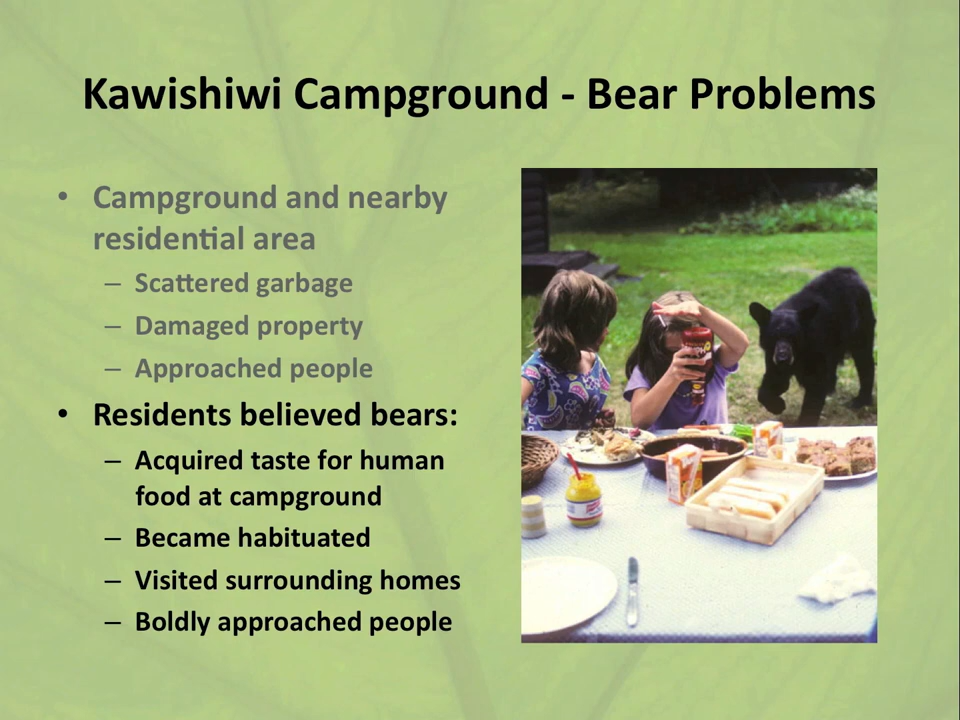 Kawishiwi Campground - Bear Problems
• Campground and nearby
residential area
– Scattered garbage
– Damaged property
– Approached people
• Residents believed bears:
– Acquired taste for human
food at campground
– Became habituated
– Visited surrounding homes
– Boldly approached people